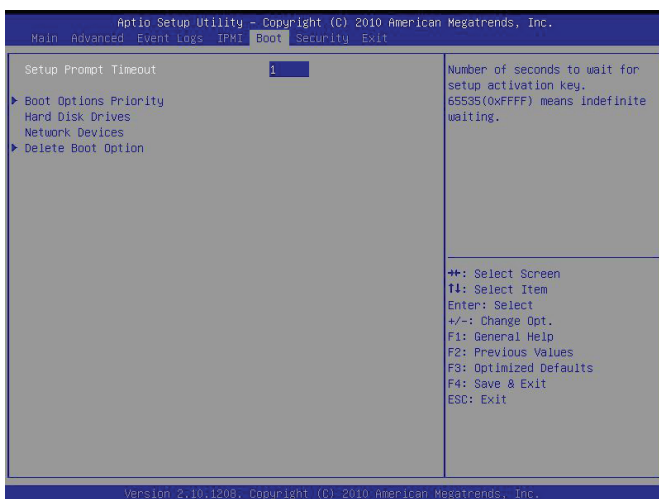 Aptio Setup Utility – Copyright (C) 2010 American Megatrends, Inc.
Main Advanced Event Logs IPMI Boot Security Exit
Setup Prompt Timeout 1
Boot Options Priority
Hard Disk Drives
Network Devices
Delete Boot Option
Number of seconds to wait for
setup activation key.
65535(0xFFFF) means indefinite
waiting.
→←: Select Screen
↑↓: Select Item
Enter: Select
+/-: Change Opt.
F1: General Help
F2: Previous Values
F3: Optimized Defaults
F4: Save & Exit
ESC: Exit
Version 2.10.1208. Copyright (C) 2010 American Megatrends, Inc.